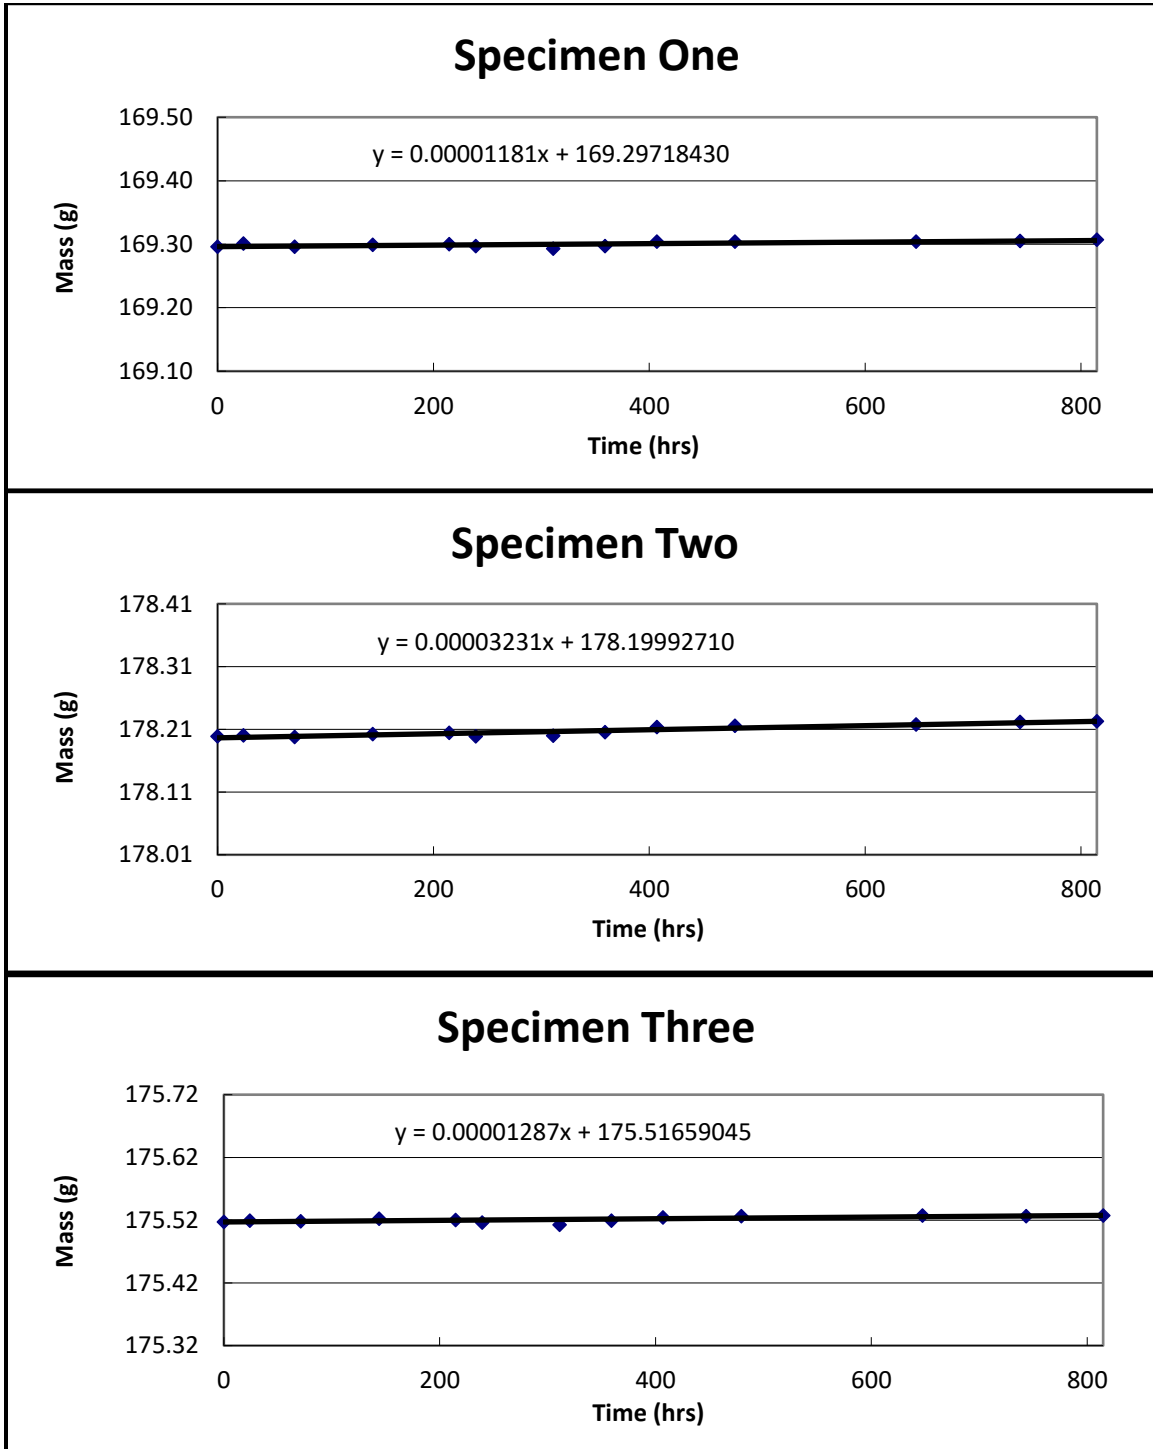 Specimen One
169.50
y = 0.00001181x + 169.29718430
169.40
169.30
169.20
169.10
Mass (g)
0 200 400 600 800
Time (hrs)
Specimen Two
178.41
y = 0.00003231x + 178.19992710
178.31
178.21
178.11
178.01
Mass (g)
0 200 400 600 800
Time (hrs)
Specimen Three
175.72
y = 0.00001287x + 175.51659045
175.62
175.52
175.42
175.32
Mass (g)
0 200 400 600 800
Time (hrs)